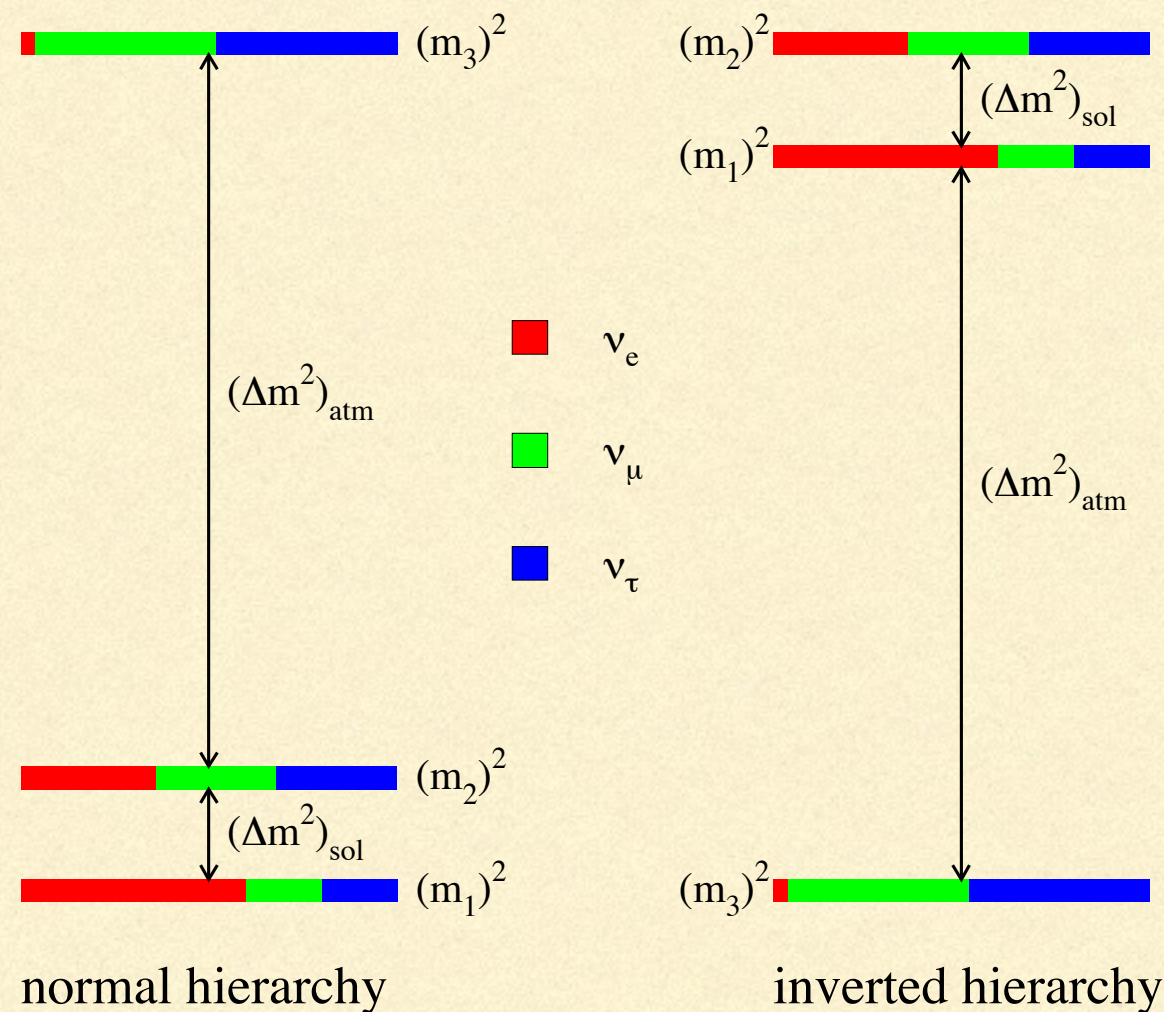 (m₃)²
(m₂)²
(Δm²)sol
(m₁)²
νe
(Δm²)atm
νμ
(Δm²)atm
ντ
(m₂)²
(Δm²)sol
(m₁)²
(m₃)²
normal hierarchy
inverted hierarchy